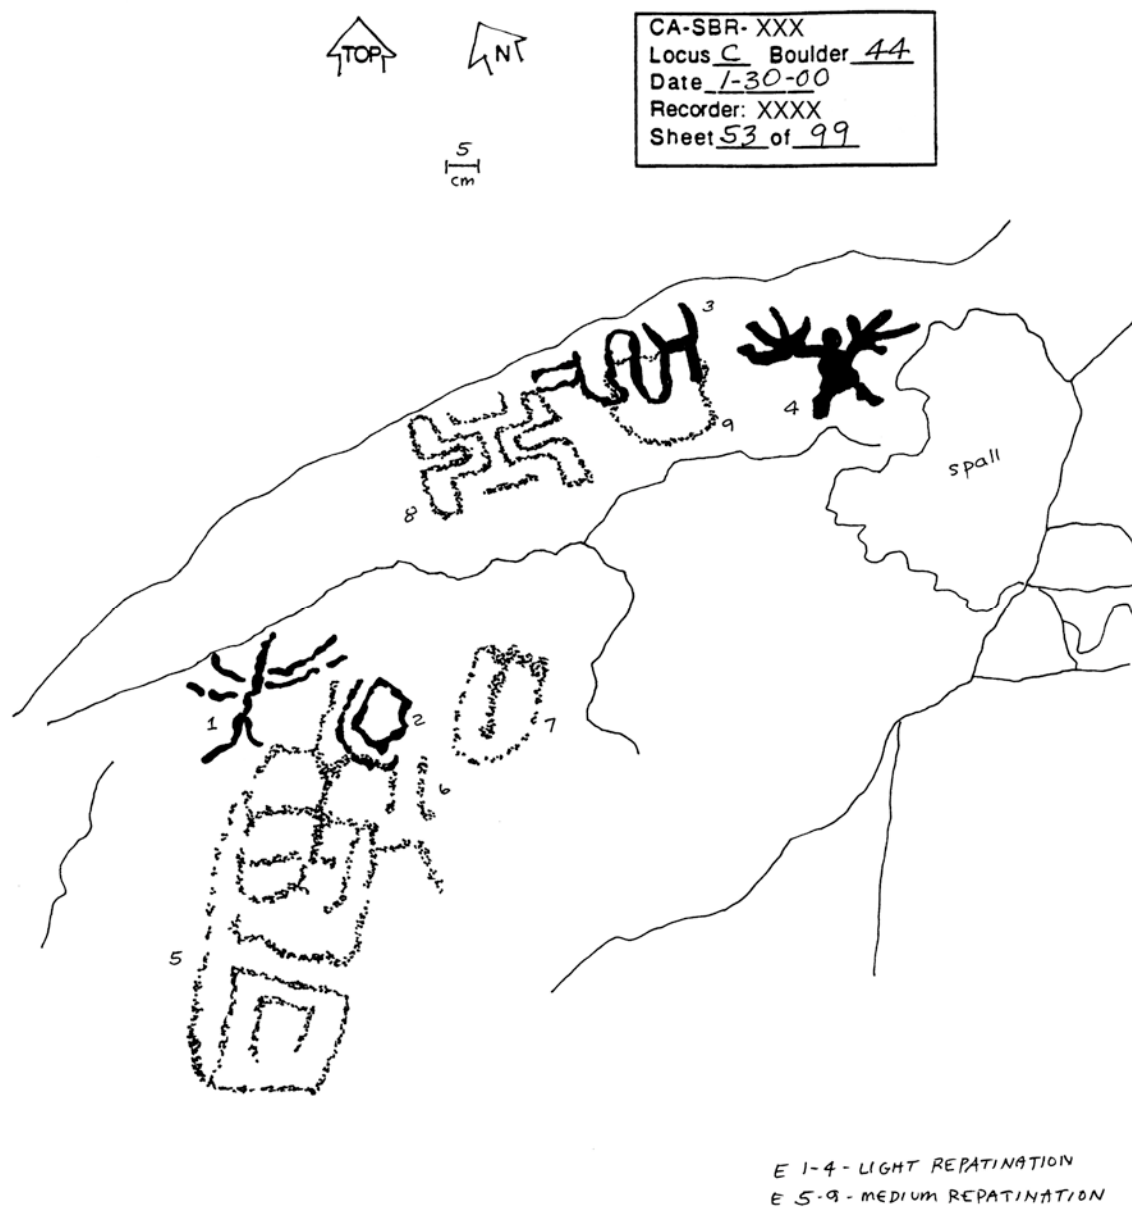 TOP
N
CA-SBR- XXX
Locus C Boulder 44
Date 1-30-00
Recorder: XXXX
Sheet 53 of 99
5
cm
3
4
9
spall
8
1
2
7
6
5
E 1-4 - LIGHT REPATINATION
E 5-9 - MEDIUM REPATINATION